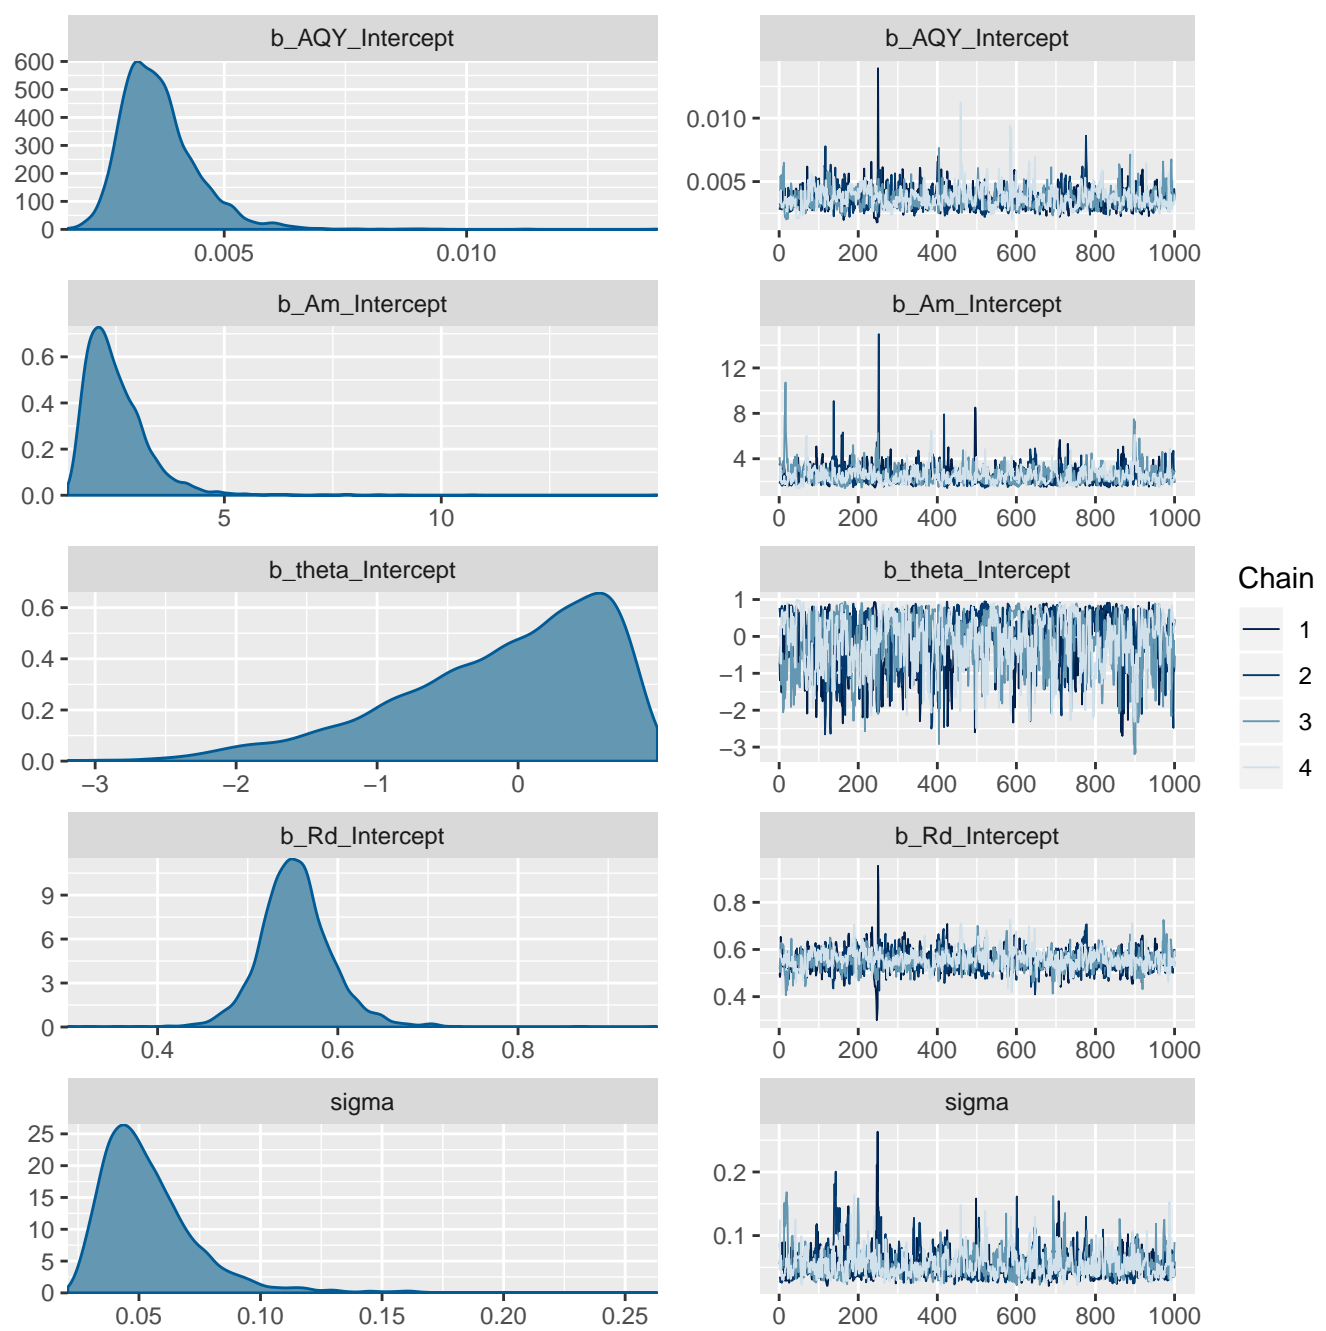 b_AQY_Intercept
600
500
400
300
200
100
0
0.005 0.010
b_AQY_Intercept
0.010
0.005
0 200 400 600 800 1000
b_Am_Intercept
0.6
0.4
0.2
0.0
5 10
b_Am_Intercept
12
8
4
0 200 400 600 800 1000
b_theta_Intercept
0.6
0.4
0.2
0.0
−3 −2 −1 0
b_theta_Intercept
1
0
−1
−2
−3
0 200 400 600 800 1000
b_Rd_Intercept
9
6
3
0
0.4 0.6 0.8
b_Rd_Intercept
0.8
0.6
0.4
0 200 400 600 800 1000
sigma
25
20
15
10
5
0
0.05 0.10 0.15 0.20 0.25
sigma
0.2
0.1
0 200 400 600 800 1000
Chain
1
2
3
4